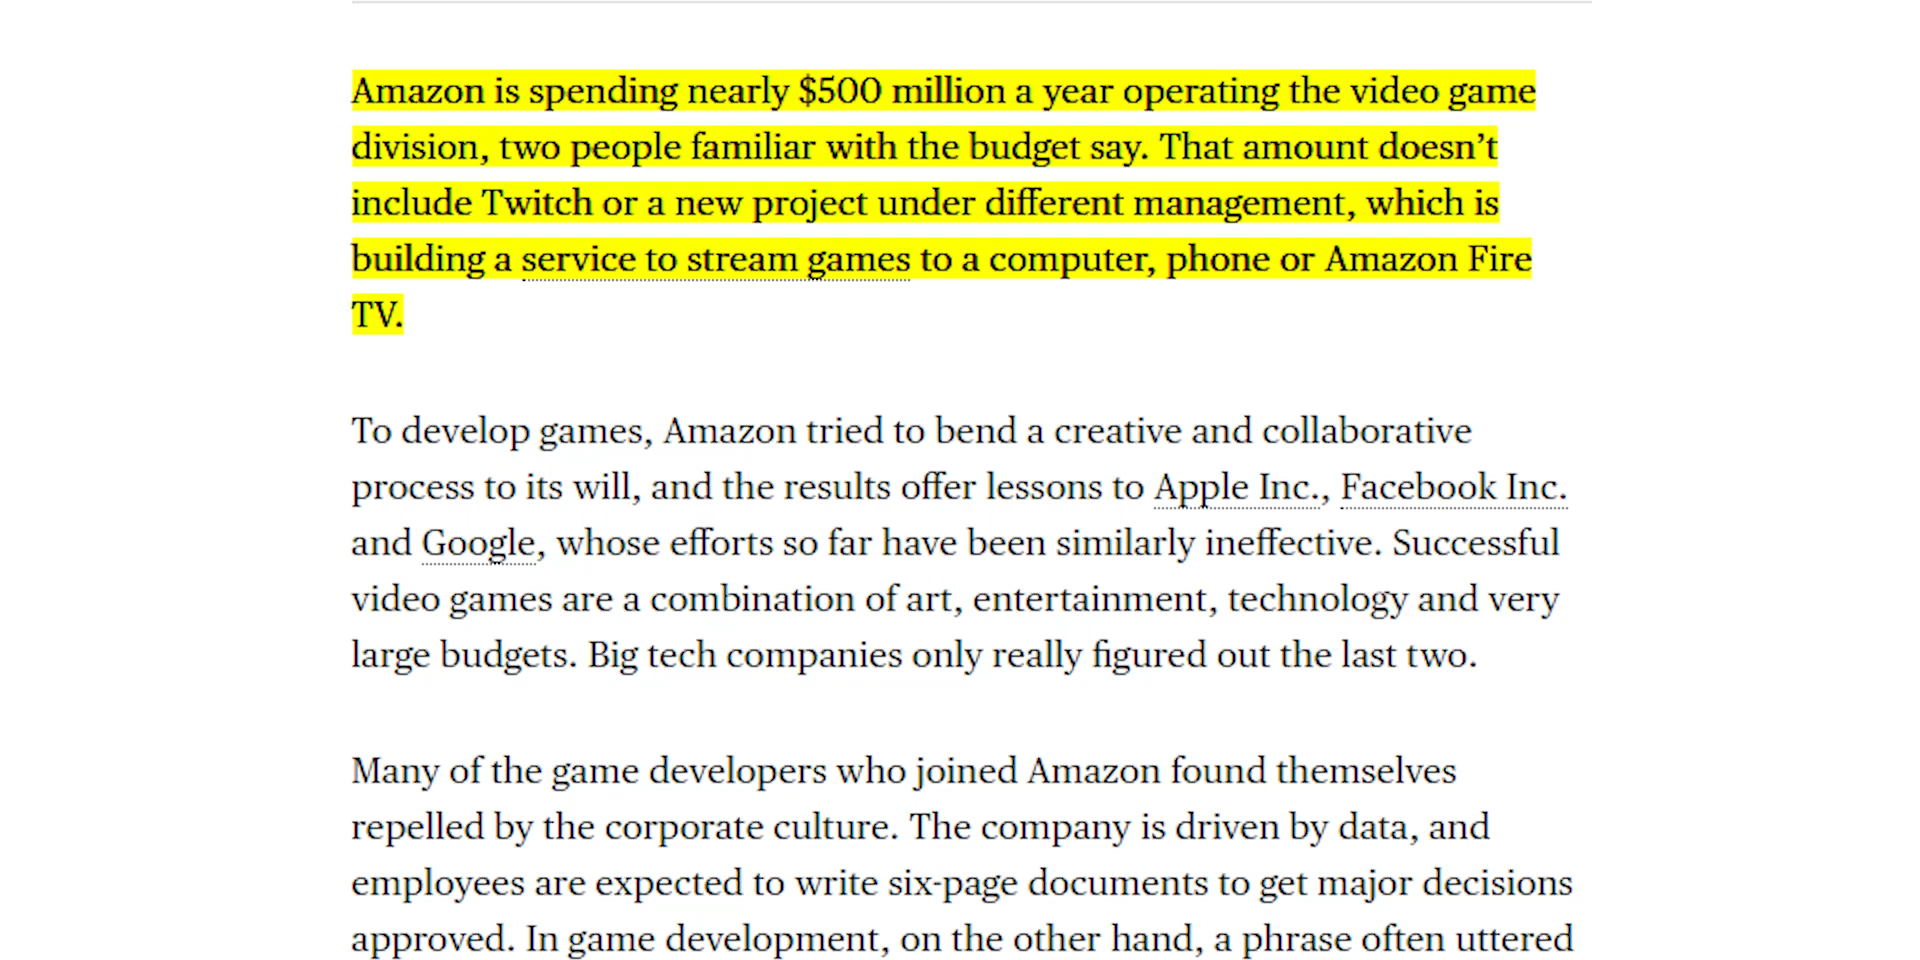 Amazon is spending nearly $500 million a year operating the video game
division, two people familiar with the budget say. That amount doesn’t
include Twitch or a new project under different management, which is
building a service to stream games to a computer, phone or Amazon Fire
TV.
To develop games, Amazon tried to bend a creative and collaborative
process to its will, and the results offer lessons to Apple Inc., Facebook Inc.
and Google, whose efforts so far have been similarly ineffective. Successful
video games are a combination of art, entertainment, technology and very
large budgets. Big tech companies only really figured out the last two.
Many of the game developers who joined Amazon found themselves
repelled by the corporate culture. The company is driven by data, and
employees are expected to write six-page documents to get major decisions
approved. In game development, on the other hand, a phrase often uttered